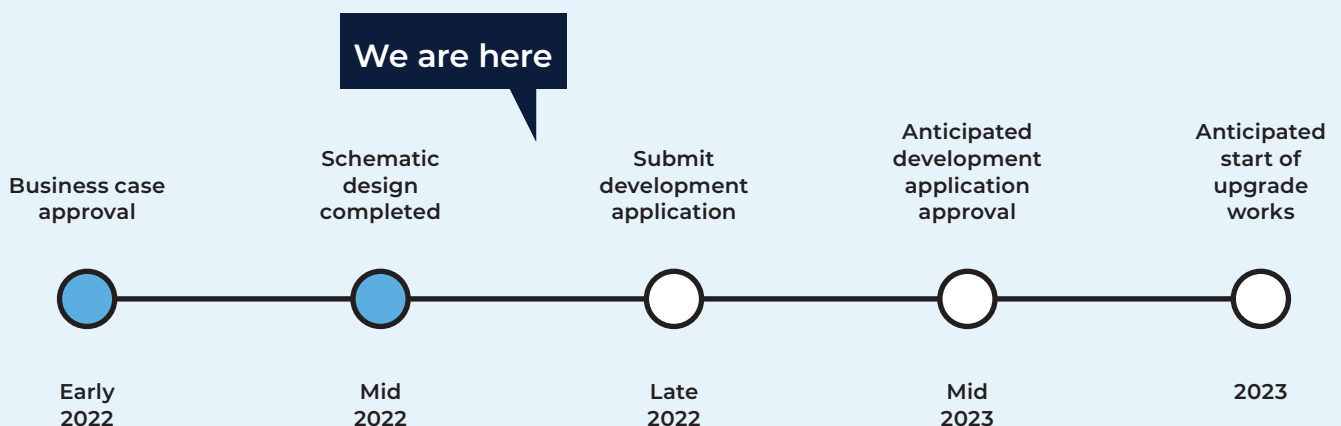 We are here
Business case
approval
Schematic
design
completed
Submit
development
application
Anticipated
development
application
approval
Anticipated
start of
upgrade
works
Early
2022
Mid
2022
Late
2022
Mid
2023
2023